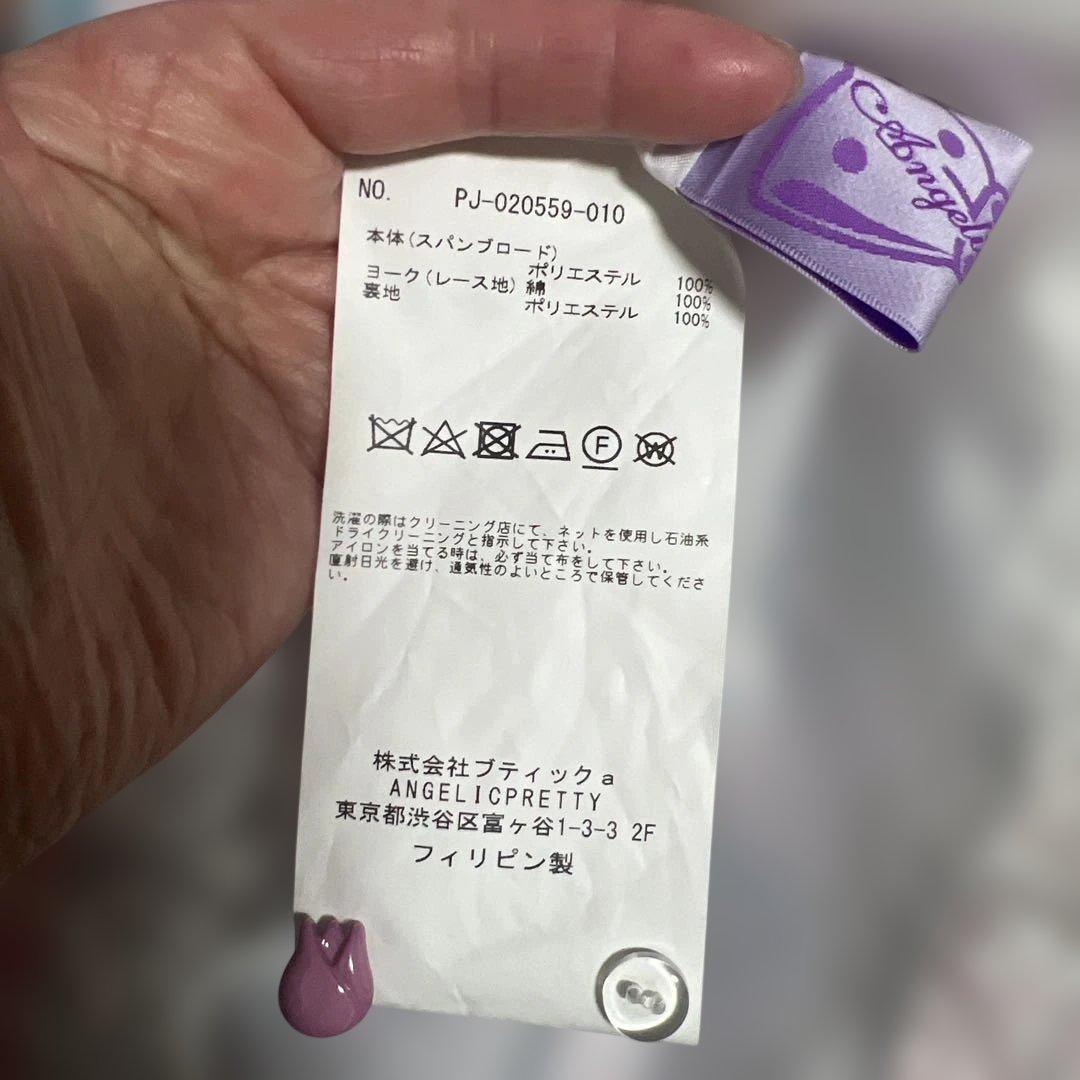 Angelic
NO. PJ-020559-010
本体(スパンブロード)
ポリエステル 100%
ヨーク(レース地) 綿 100%
裏地 ポリエステル 100%
F
W
洗濯の際はクリーニング店にて、ネットを使用し石油系
ドライクリーニングと指示して下さい。
アイロンを当てる時は、必ず当て布をして下さい。
直射日光を避け、通気性のよいところで保管してくださ
い。
株式会社ブティックa
ANGELICPRETTY
東京都渋谷区富ヶ谷1-3-3 2F
フィリピン製